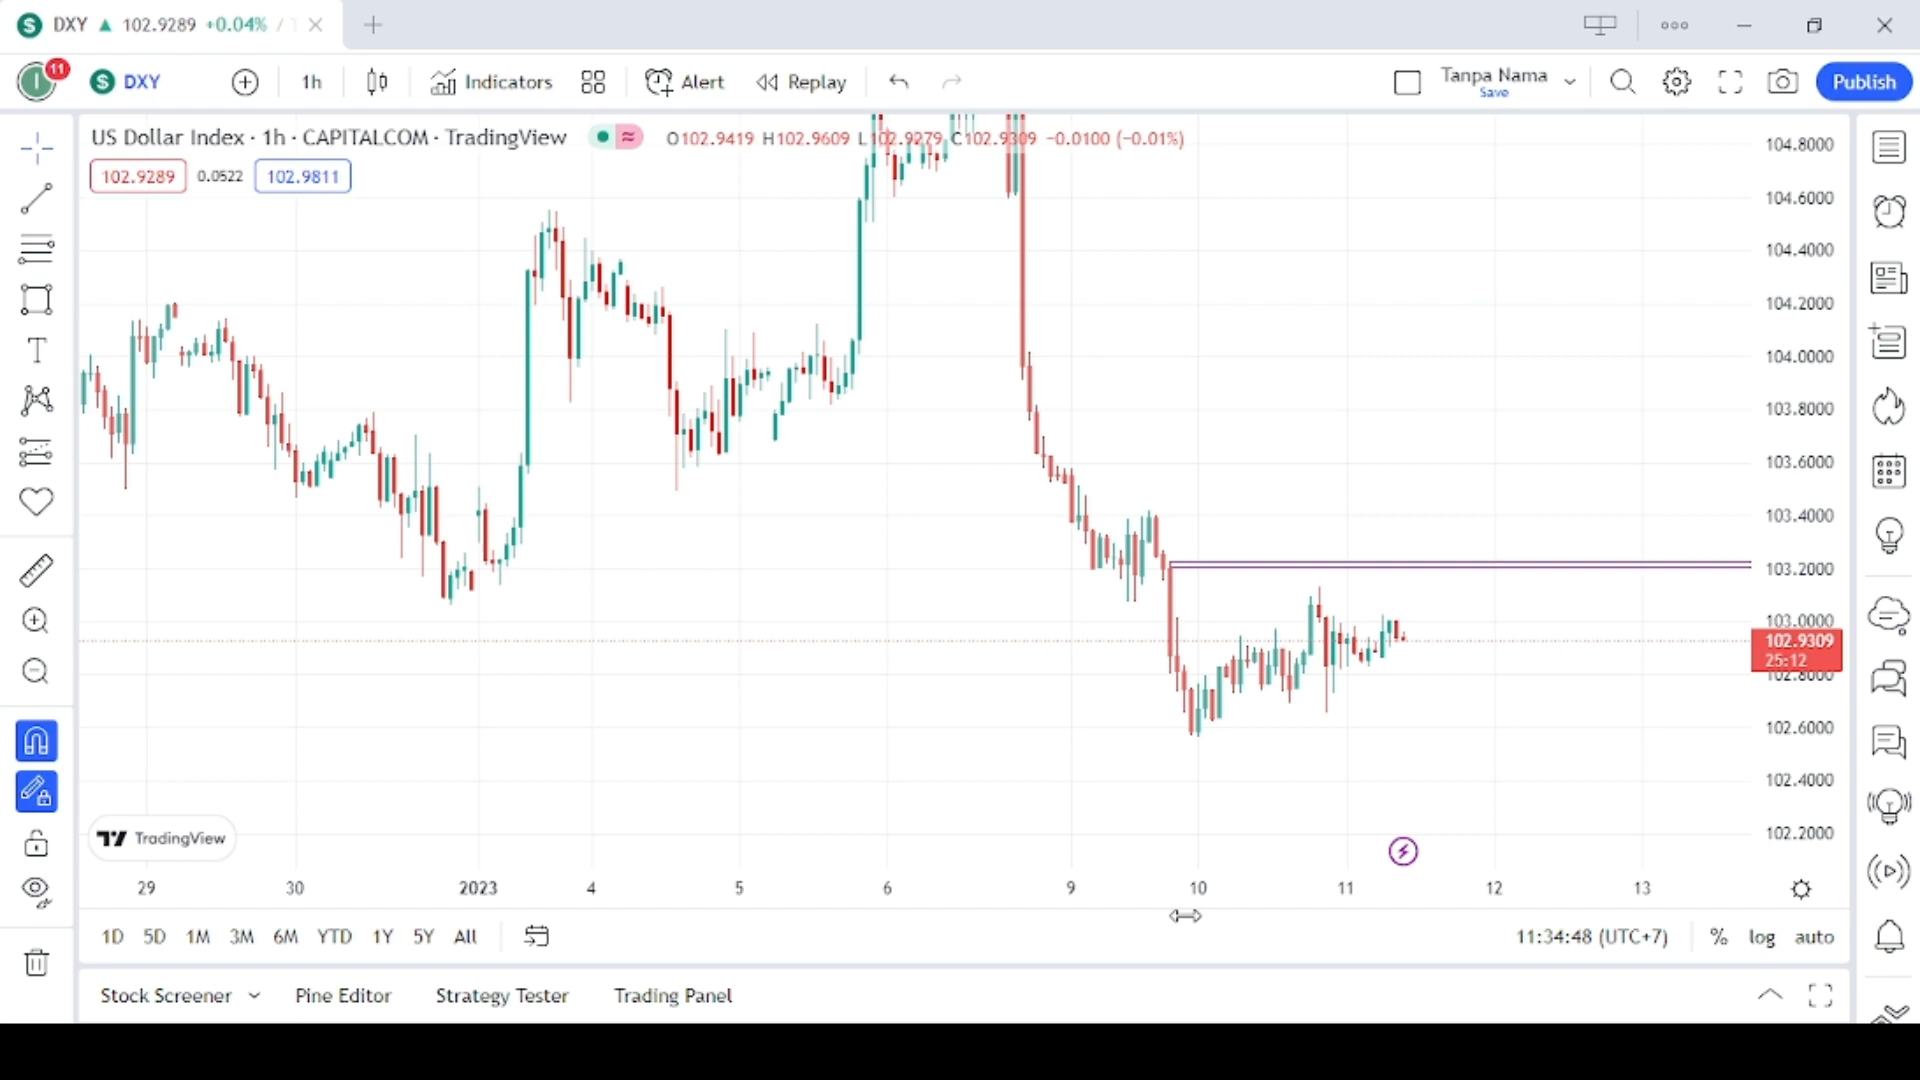 DXY ▲ 102.9289 +0.04% /
11 DXY 1h Indicators Alert Replay Tanpa Nama Publish
Save
US Dollar Index · 1h · CAPITALCOM · TradingView O102.9419 H102.9609 L102.9279 C102.9309 −0.0100 (−0.01%)
102.9289 0.0522 102.9811
104.8000
104.6000
104.4000
104.2000
104.0000
103.8000
103.6000
103.4000
103.2000
103.0000
102.9309
25:12
102.8000
102.6000
102.4000
102.2000
TradingView
29 30 2023 4 5 6 9 10 11 12 13
1D 5D 1M 3M 6M YTD 1Y 5Y All 11:34:48 (UTC+7) % log auto
Stock Screener Pine Editor Strategy Tester Trading Panel